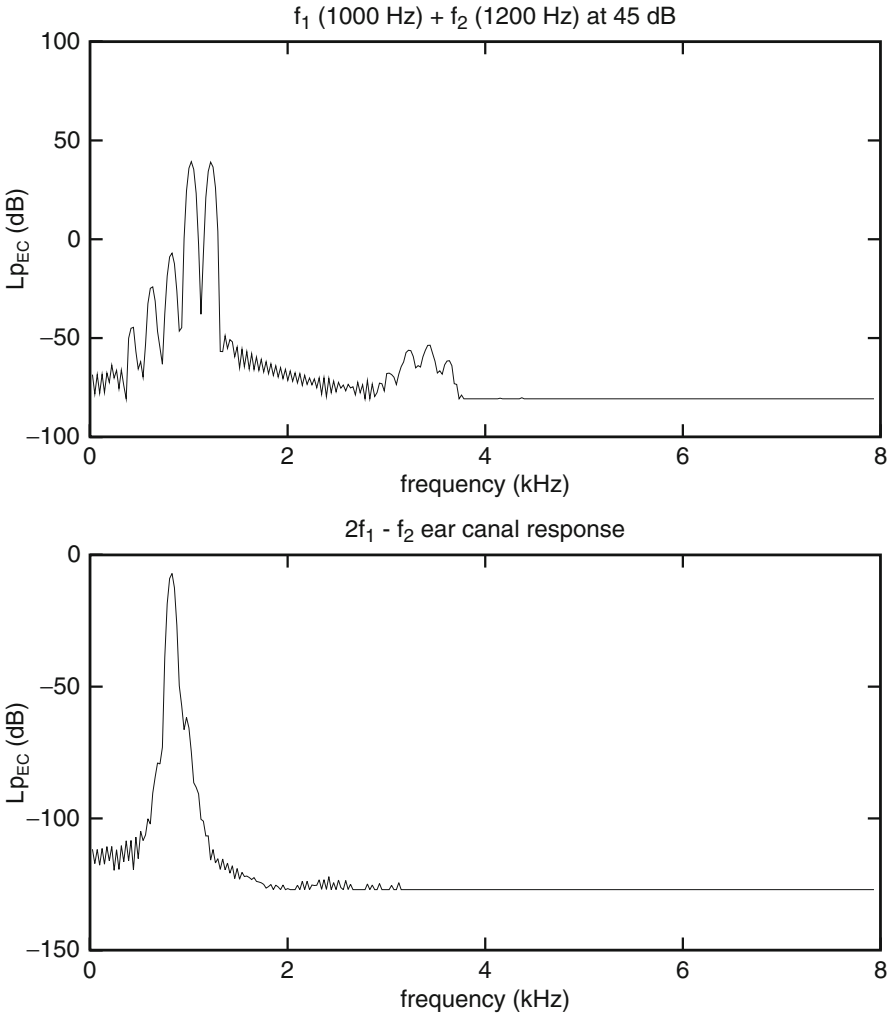 f₁ (1000 Hz) + f₂ (1200 Hz) at 45 dB
100
50
0
−50
−100
Lp_EC (dB)
0 2 4 6 8
frequency (kHz)
2f₁ - f₂ ear canal response
0
−50
−100
−150
Lp_EC (dB)
0 2 4 6 8
frequency (kHz)